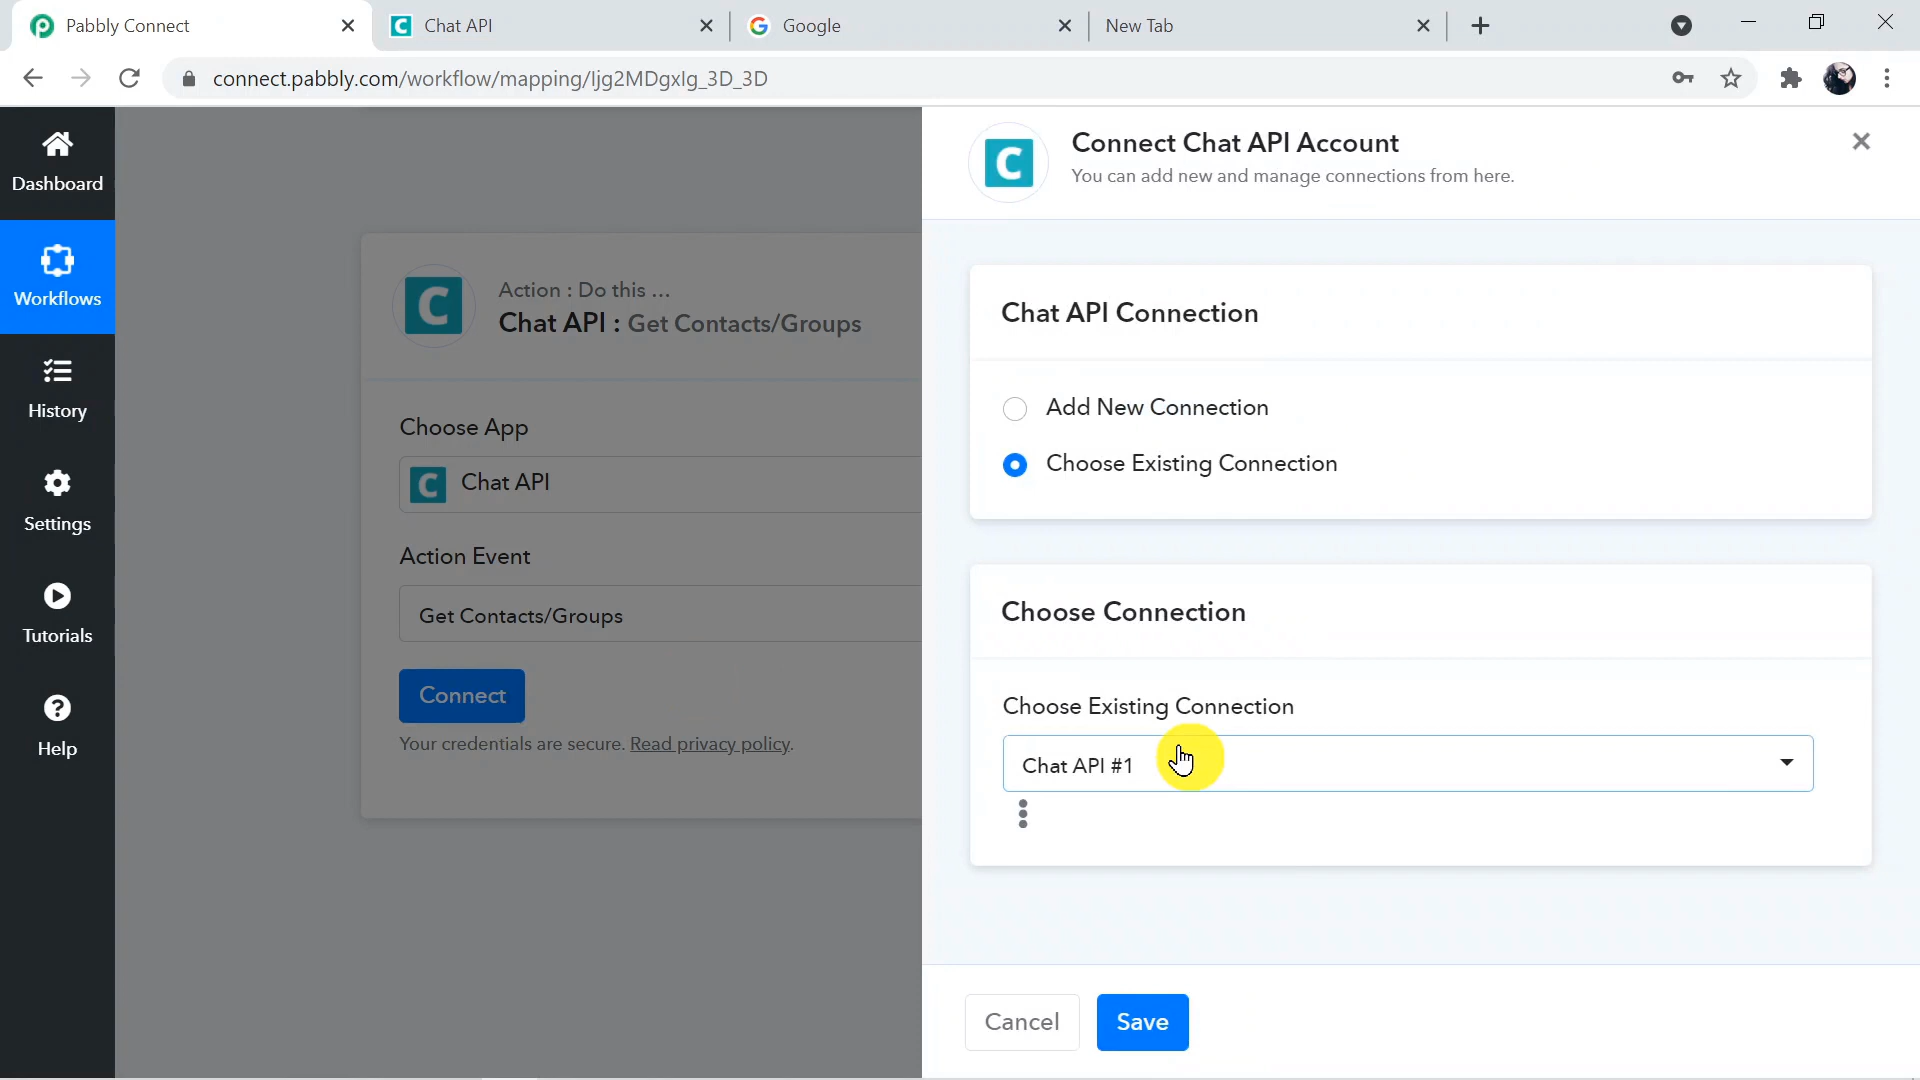 Pabbly Connect
Chat API
Google
New Tab
connect.pabbly.com/workflow/mapping/Ijg2MDgxIg_3D_3D
Dashboard
Workflows
History
Settings
Tutorials
Help
Action : Do this ...
Chat API : Get Contacts/Groups
Choose App
Chat API
Action Event
Get Contacts/Groups
Connect
Your credentials are secure. Read privacy policy.
Connect Chat API Account
You can add new and manage connections from here.
Chat API Connection
Add New Connection
Choose Existing Connection
Choose Connection
Choose Existing Connection
Chat API #1
Cancel
Save